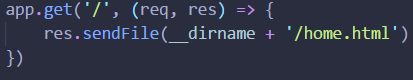 app.get('/', (req, res) => {
    res.sendFile(__dirname + '/home.html')
})